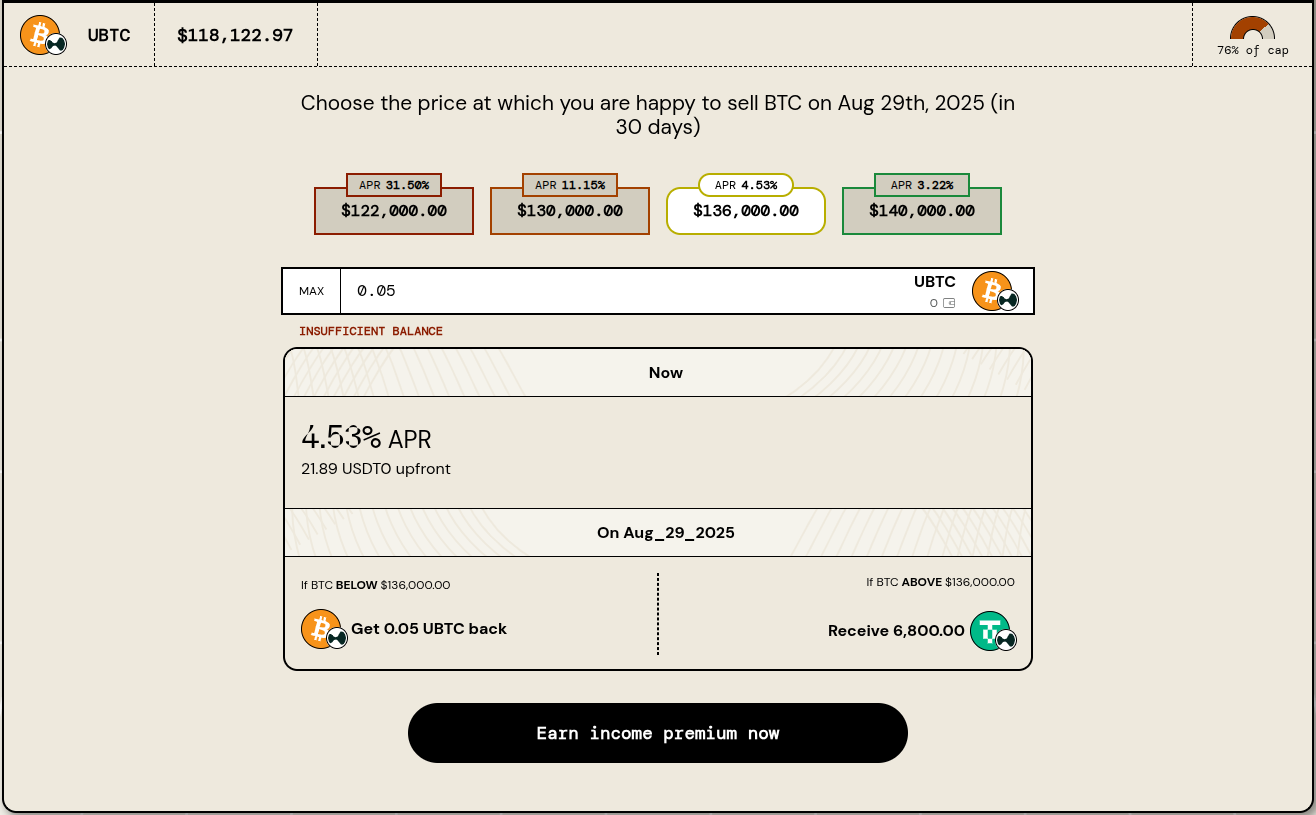 UBTC
$118,122.97
76% of cap
Choose the price at which you are happy to sell BTC on Aug 29th, 2025 (in
30 days)
APR 31.50%
$122,000.00
APR 11.15%
$130,000.00
APR 4.53%
$136,000.00
APR 3.22%
$140,000.00
MAX
0.05
UBTC
0
INSUFFICIENT BALANCE
Now
4.53% APR
21.89 USDT0 upfront
On Aug_29_2025
If BTC BELOW $136,000.00
Get 0.05 UBTC back
If BTC ABOVE $136,000.00
Receive 6,800.00
Earn income premium now